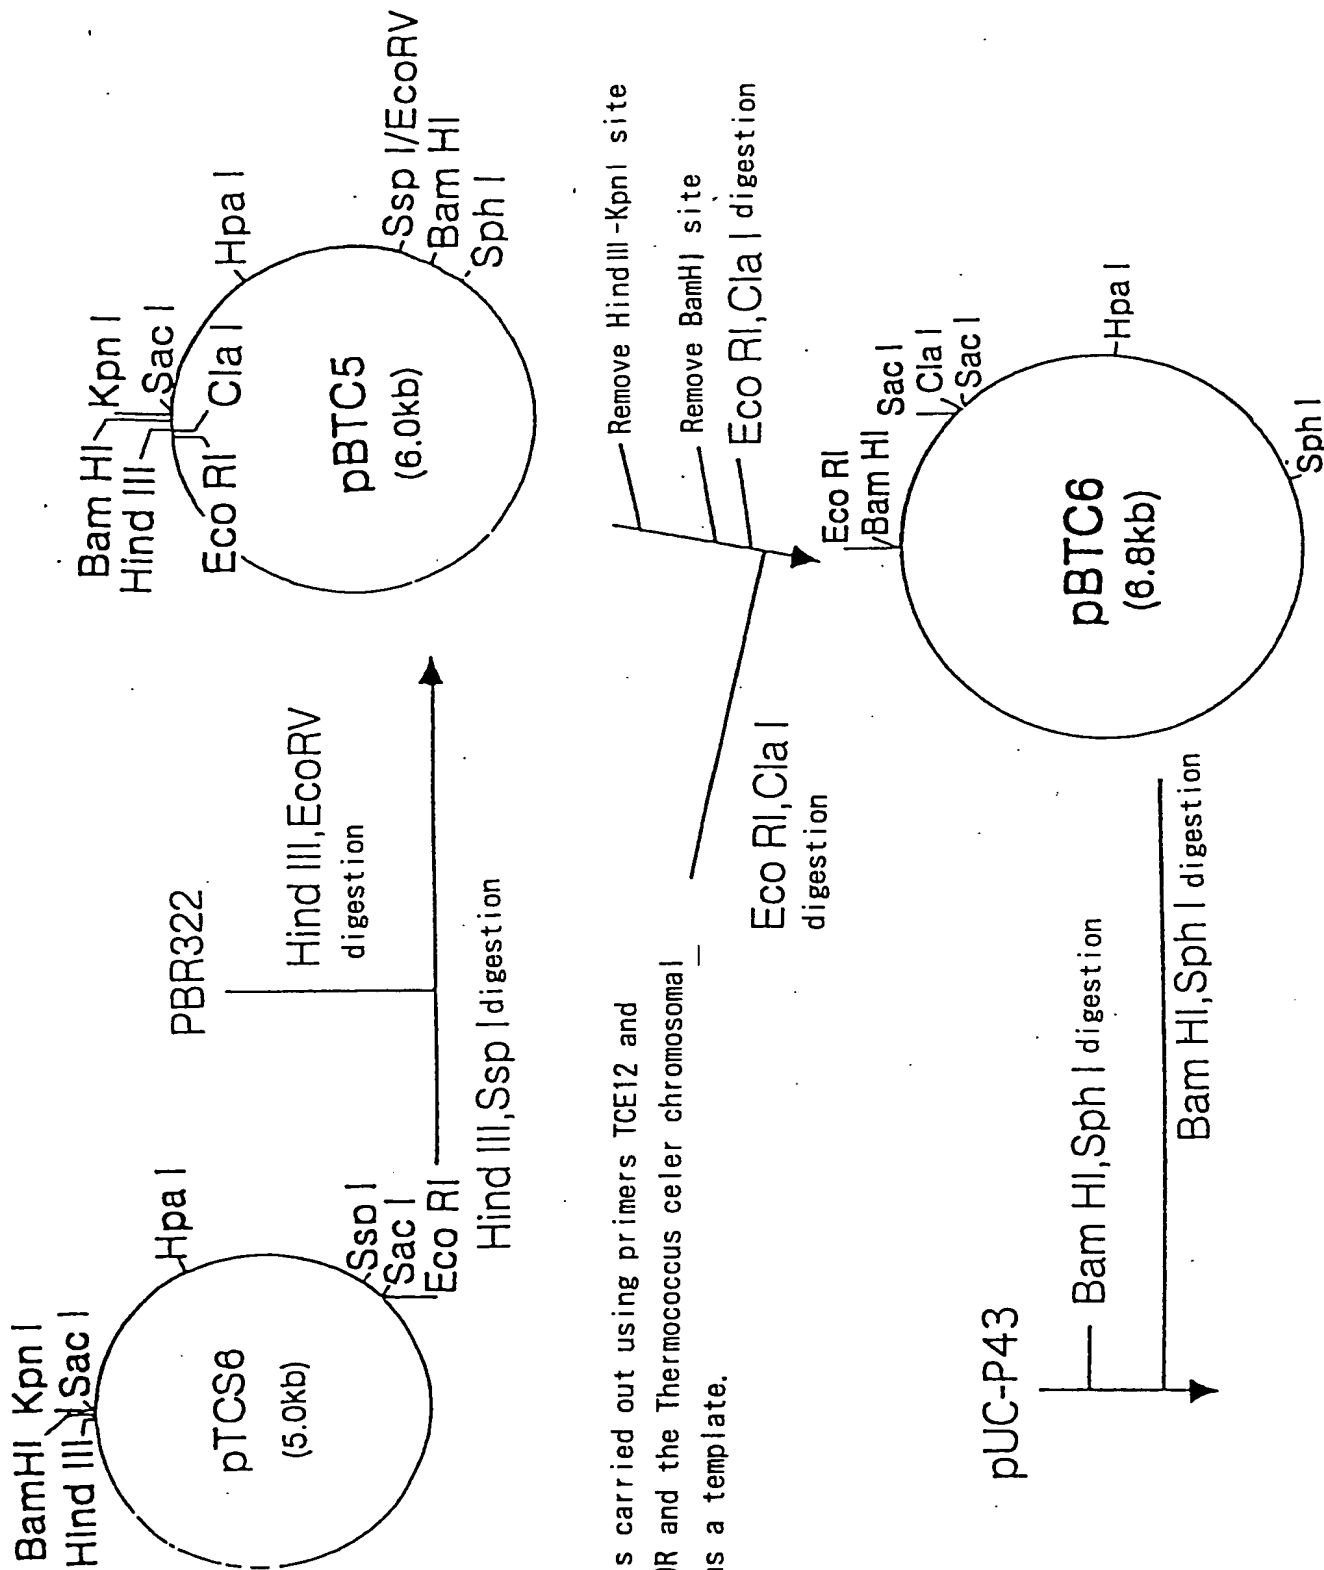 BamHI Kpn I
Hind III Sac I
Hpa I
pTCS6
(5.0kb)
Ssp I
Sac I
Eco RI
PBR322
Hind III,EcoRV
digestion
Hind III,Ssp I digestion
Bam HI Kpn I
Hind III Sac I
Eco RI Cla I
Hpa I
pBTC5
(6.0kb)
Ssp I/EcoRV
Bam HI
Sph I
s carried out using primers TCE12 and
OR and the Thermococcus celer chromosomal
as a template.
Eco RI,Cla I
digestion
Remove HindIII-KpnI site
Remove BamHI site
Eco RI,Cla I digestion
Eco RI
Bam HI
Sac I
Cla I
Sac I
Hpa I
pBTC6
(6.8kb)
Sph I
pUC-P43
Bam HI,Sph I digestion
Bam HI,Sph I digestion